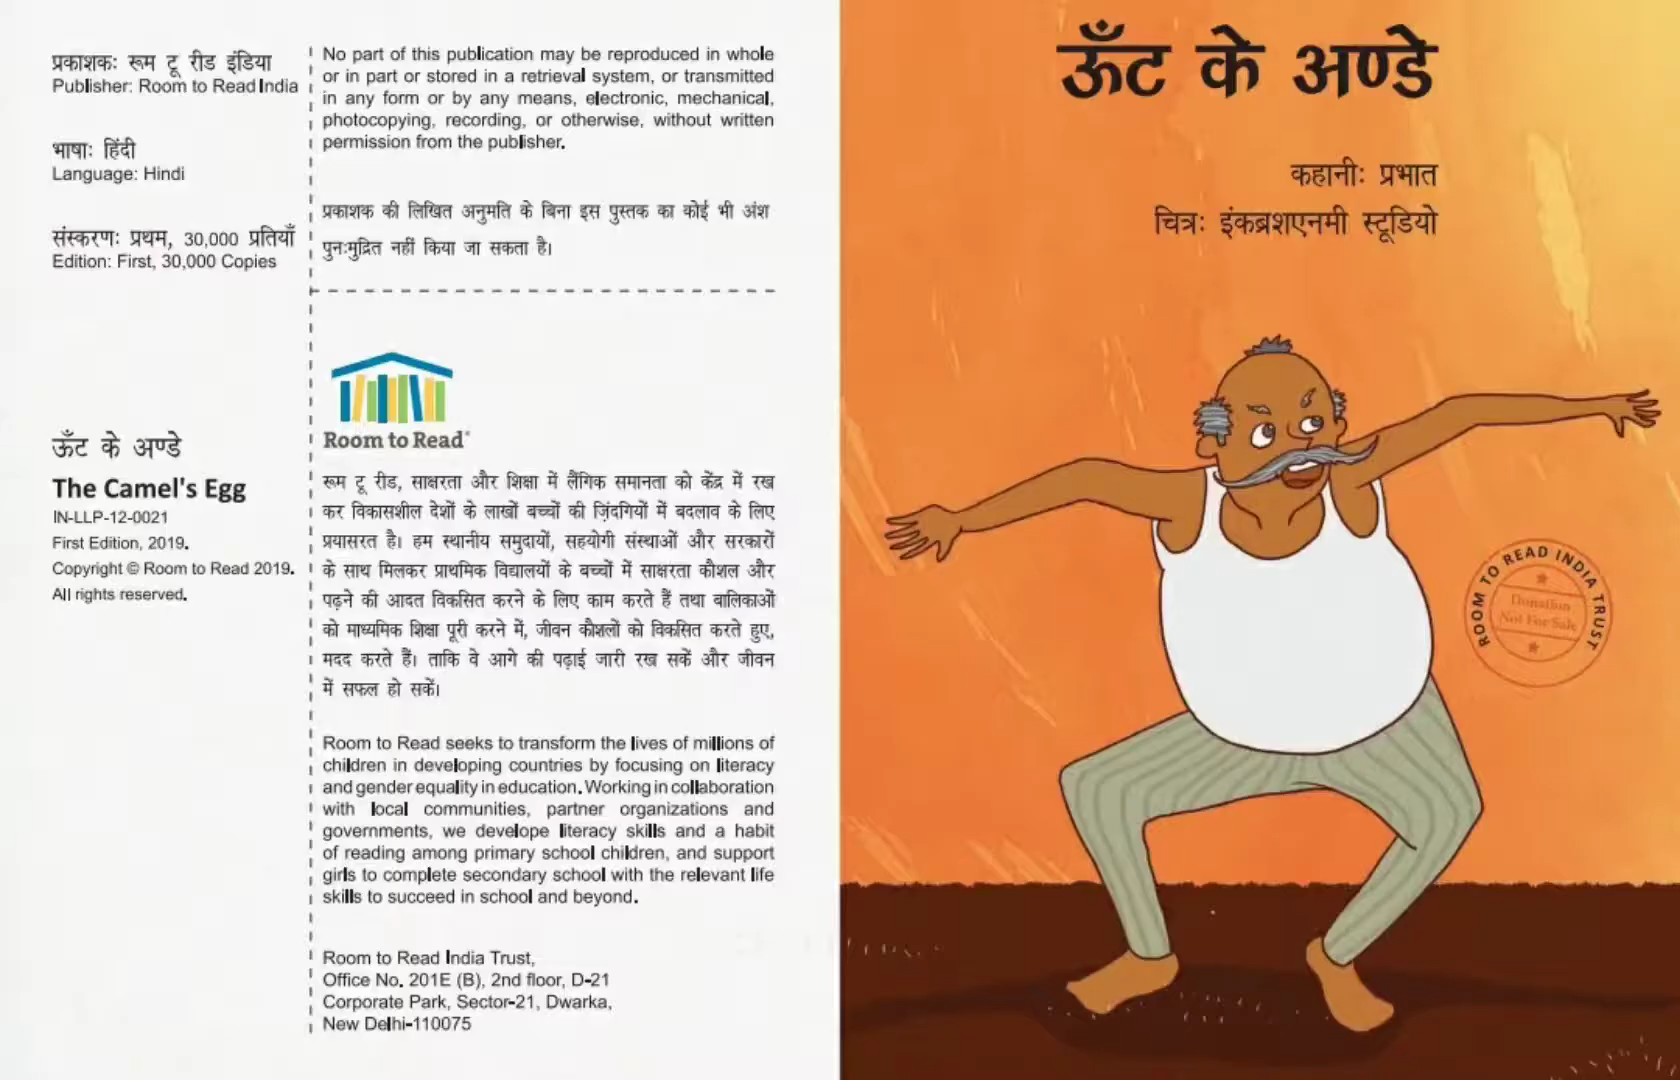 प्रकाशकः रूम टू रीड इंडिया
Publisher: Room to Read India
भाषाः हिंदी
Language: Hindi
संस्करणः प्रथम, 30,000 प्रतियाँ
Edition: First, 30,000 Copies
ऊँट के अण्डे
The Camel's Egg
IN-LLP-12-0021
First Edition, 2019.
Copyright © Room to Read 2019.
All rights reserved.
No part of this publication may be reproduced in whole
or in part or stored in a retrieval system, or transmitted
in any form or by any means, electronic, mechanical,
photocopying, recording, or otherwise, without written
permission from the publisher.
प्रकाशक की लिखित अनुमति के बिना इस पुस्तक का कोई भी अंश
पुनःमुद्रित नहीं किया जा सकता है।
Room to Read®
रूम टू रीड, साक्षरता और शिक्षा में लैंगिक समानता को केंद्र में रख
कर विकासशील देशों के लाखों बच्चों की ज़िंदगियों में बदलाव के लिए
प्रयासरत है। हम स्थानीय समुदायों, सहयोगी संस्थाओं और सरकारों
के साथ मिलकर प्राथमिक विद्यालयों के बच्चों में साक्षरता कौशल और
पढ़ने की आदत विकसित करने के लिए काम करते हैं तथा बालिकाओं
को माध्यमिक शिक्षा पूरी करने में, जीवन कौशलों को विकसित करते हुए,
मदद करते हैं। ताकि वे आगे की पढ़ाई जारी रख सकें और जीवन
में सफल हो सकें।
Room to Read seeks to transform the lives of millions of
children in developing countries by focusing on literacy
and gender equality in education. Working in collaboration
with local communities, partner organizations and
governments, we develope literacy skills and a habit
of reading among primary school children, and support
girls to complete secondary school with the relevant life
skills to succeed in school and beyond.
Room to Read India Trust,
Office No. 201E (B), 2nd floor, D-21
Corporate Park, Sector-21, Dwarka,
New Delhi-110075
ऊँट के अण्डे
कहानीः प्रभात
चित्रः इंकब्रशएनमी स्टूडियो
ROOM TO READ INDIA TRUST
Donation
Not For Sale